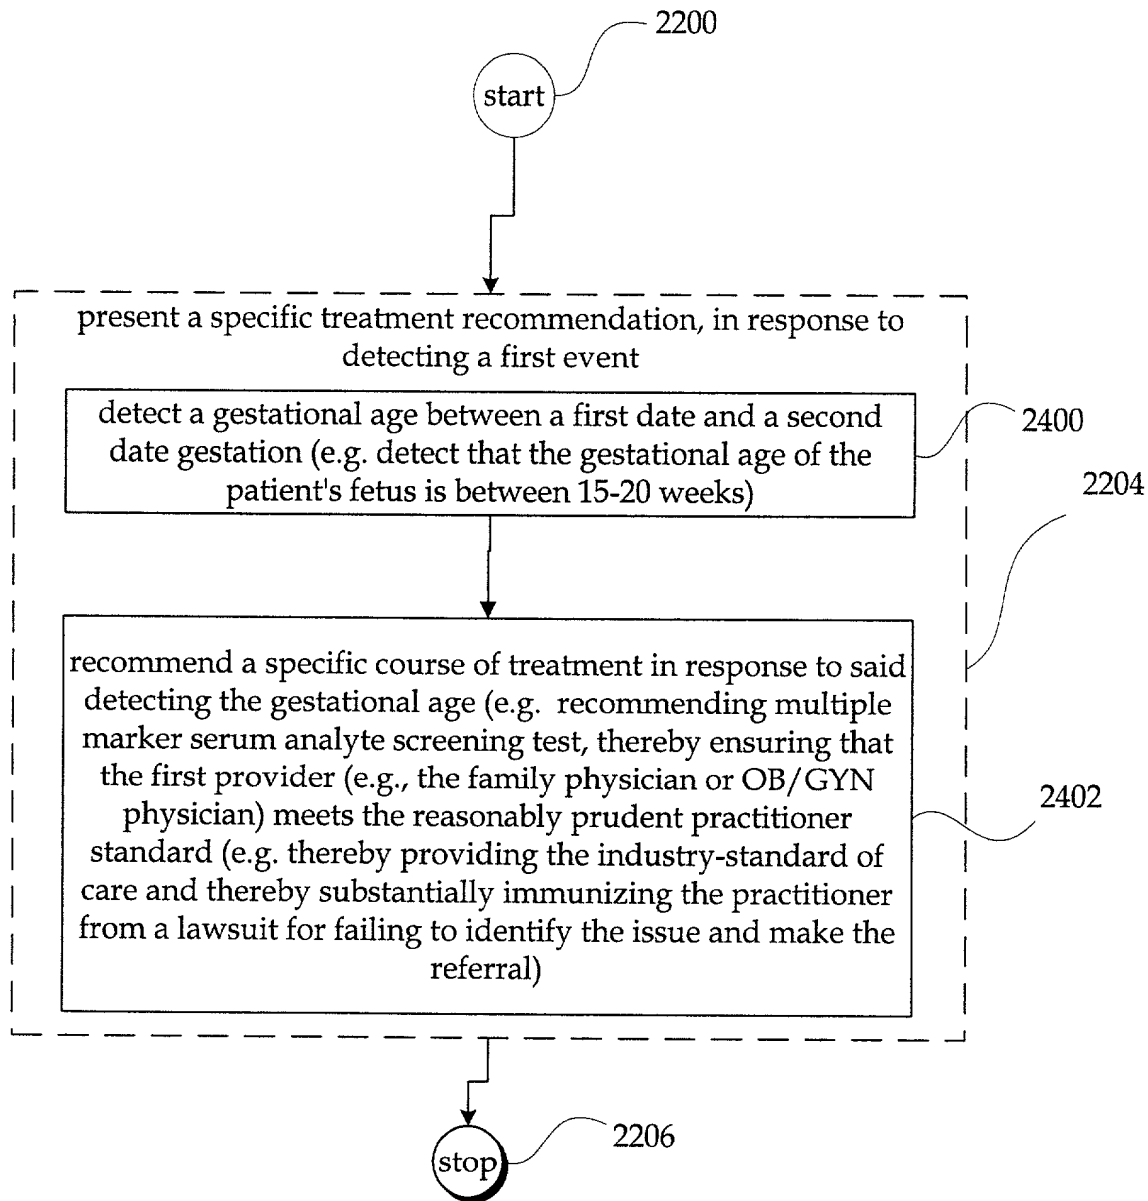 2200
start
present a specific treatment recommendation, in response to
detecting a first event
detect a gestational age between a first date and a second
date gestation (e.g. detect that the gestational age of the
patient's fetus is between 15-20 weeks)
2400
2204
recommend a specific course of treatment in response to said
detecting the gestational age (e.g. recommending multiple
marker serum analyte screening test, thereby ensuring that
the first provider (e.g., the family physician or OB/GYN
physician) meets the reasonably prudent practitioner
standard (e.g. thereby providing the industry-standard of
care and thereby substantially immunizing the practitioner
from a lawsuit for failing to identify the issue and make the
referral)
2402
2206
stop